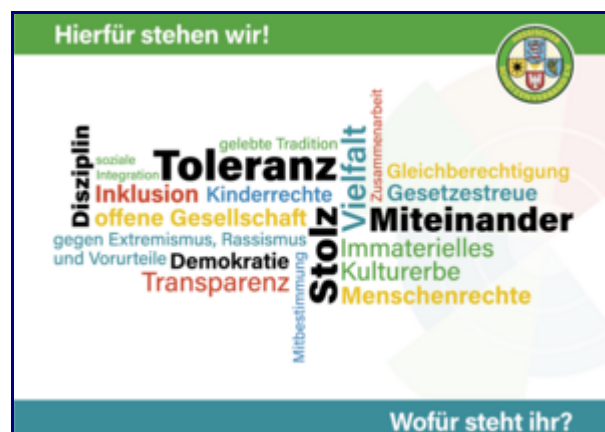 Hierfür stehen wir!
Disziplin
soziale
Integration
gelebte Tradition
Toleranz
Vielfalt
Zusammenarbeit
Inklusion
Kinderrechte
Gleichberechtigung
Gesetzestreue
offene Gesellschaft
Stolz
Miteinander
gegen Extremismus, Rassismus
und Vorurteile
Demokratie
Immaterielles
Kulturerbe
Transparenz
Mitbestimmung
Menschenrechte
Wofür steht ihr?